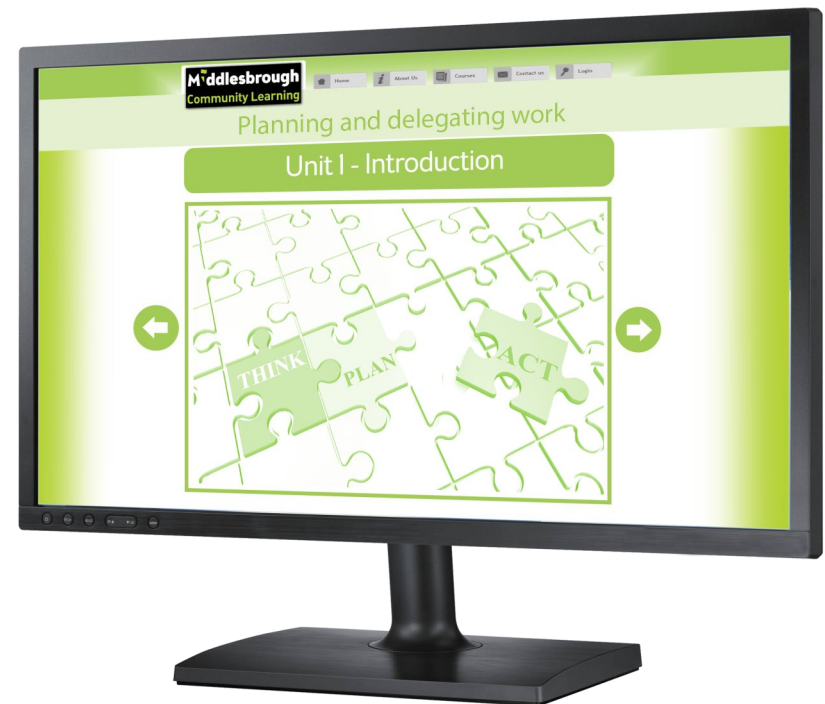 Middlesbrough
Community Learning
Home
About Us
Courses
Contact us
Login
Planning and delegating work
Unit 1 - Introduction
THINK
PLAN
ACT